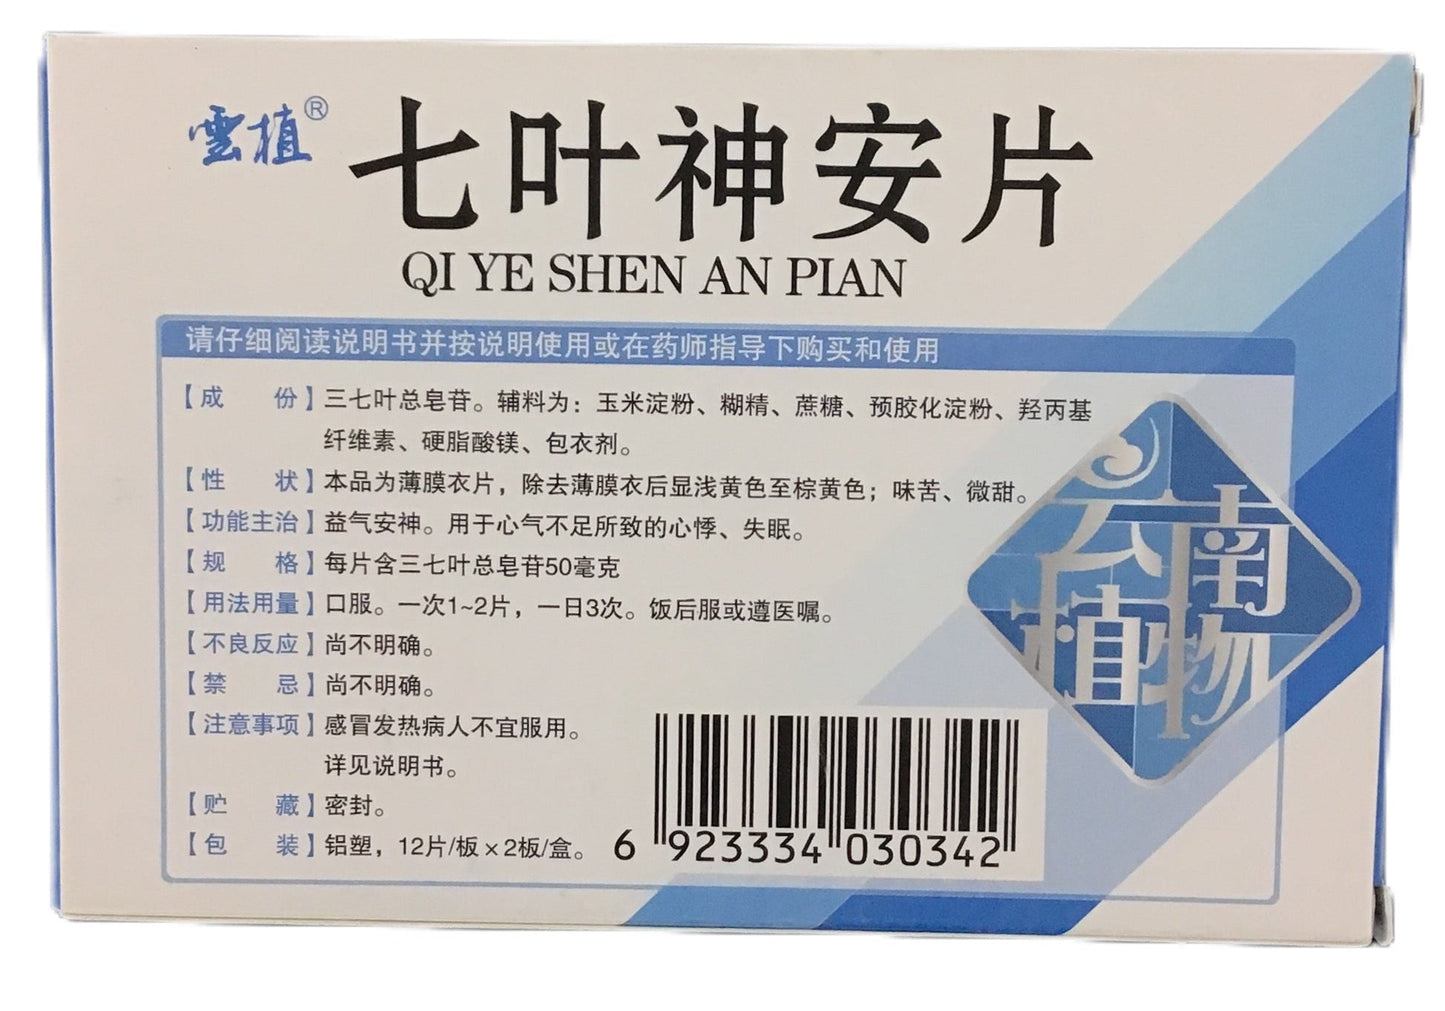 雲植®
七叶神安片
QI YE SHEN AN PIAN
请仔细阅读说明书并按说明使用或在药师指导下购买和使用
【成 份】三七叶总皂苷。辅料为：玉米淀粉、糊精、蔗糖、预胶化淀粉、羟丙基
纤维素、硬脂酸镁、包衣剂。
【性 状】本品为薄膜衣片，除去薄膜衣后显浅黄色至棕黄色；味苦、微甜。
【功能主治】益气安神。用于心气不足所致的心悸、失眠。
【规 格】每片含三七叶总皂苷50毫克
【用法用量】口服。一次1~2片，一日3次。饭后服或遵医嘱。
【不良反应】尚不明确。
【禁 忌】尚不明确。
【注意事项】感冒发热病人不宜服用。
详见说明书。
【贮 藏】密封。
【包 装】铝塑，12片/板×2板/盒。
云南
植物
6 923334 030342